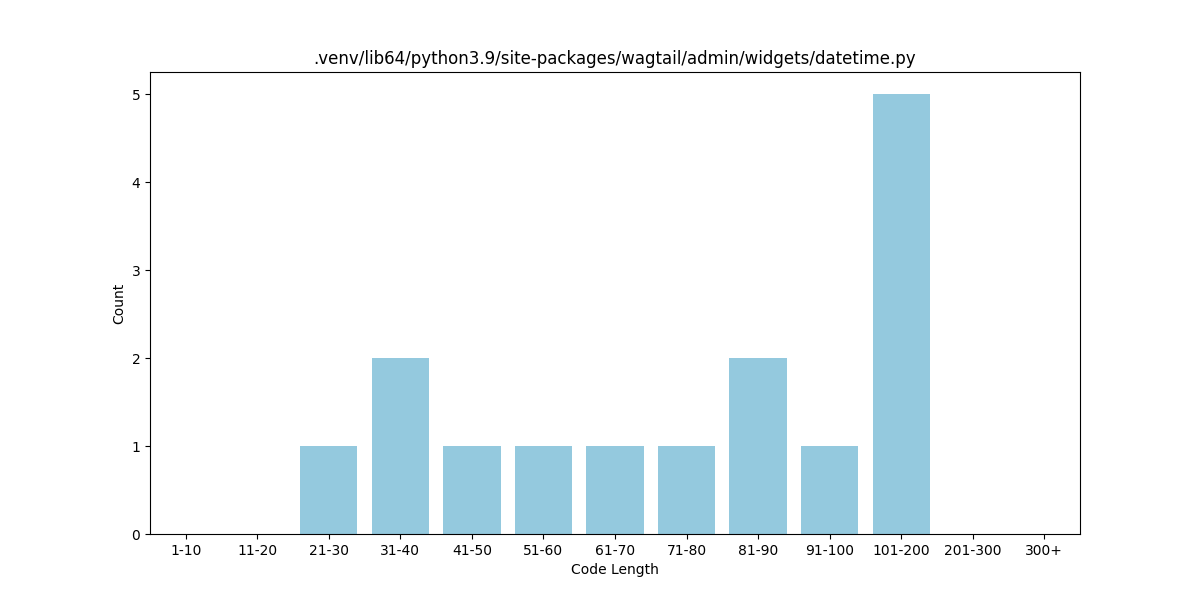 .venv/lib64/python3.9/site-packages/wagtail/admin/widgets/datetime.py
5
4
3
2
1
0
Count
1-10 11-20 21-30 31-40 41-50 51-60 61-70 71-80 81-90 91-100 101-200 201-300 300+
Code Length